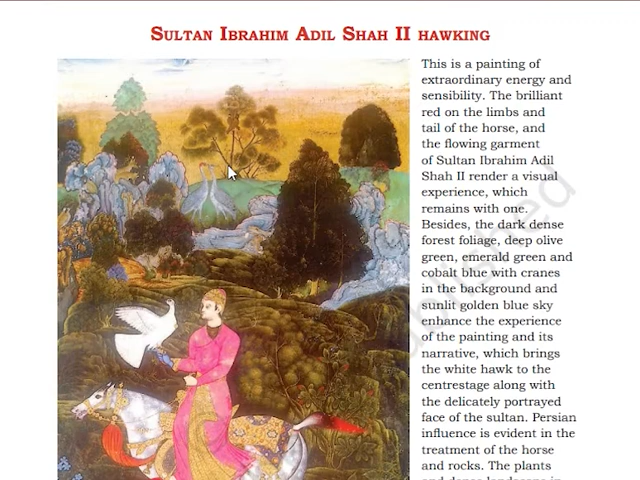 SULTAN IBRAHIM ADIL SHAH II HAWKING
This is a painting of
extraordinary energy and
sensibility. The brilliant
red on the limbs and
tail of the horse, and
the flowing garment
of Sultan Ibrahim Adil
Shah II render a visual
experience, which
remains with one.
Besides, the dark dense
forest foliage, deep olive
green, emerald green and
cobalt blue with cranes
in the background and
sunlit golden blue sky
enhance the experience
of the painting and its
narrative, which brings
the white hawk to the
centrestage along with
the delicately portrayed
face of the sultan. Persian
influence is evident in the
treatment of the horse
and rocks. The plants
and dense landscape in